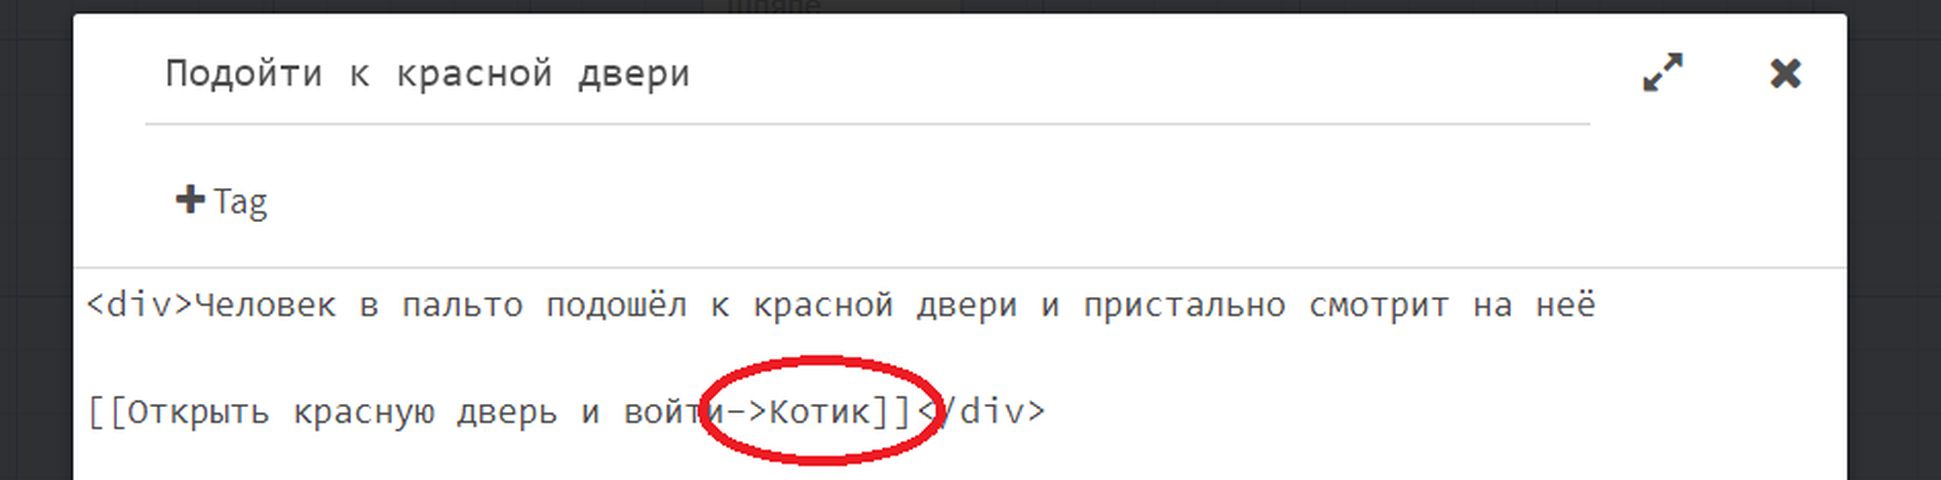 Шляпе
Подойти к красной двери
Tag
<div>Человек в пальто подошёл к красной двери и пристально смотрит на неё
[[Открыть красную дверь и войти->Котик]]</div>